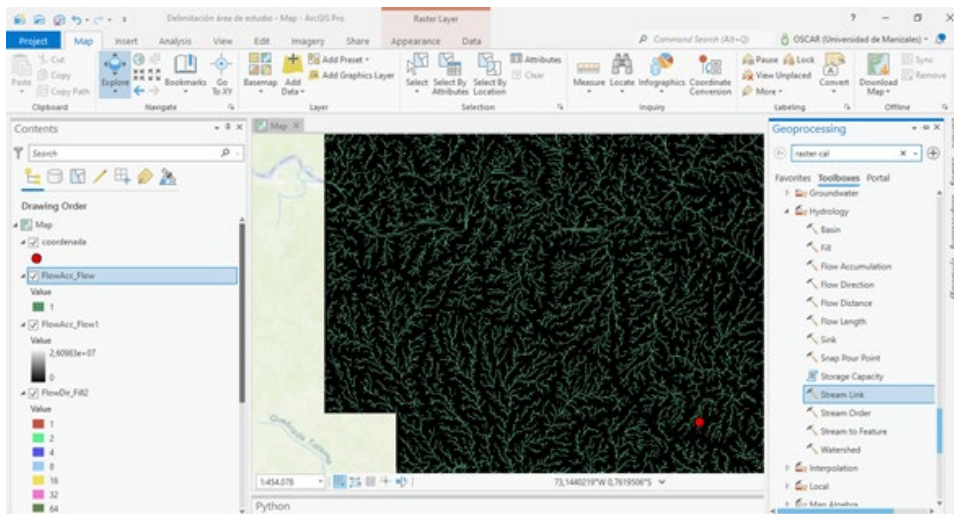 Delimitación área de estudio - Map - ArcGIS Pro
Raster Layer
?
Project Map Insert Analysis View Edit Imagery Share Appearance Data
Command Search (Alt+Q)
OSCAR (Universidad de Manizales)
Paste
Cut
Copy
Copy Path
Clipboard
Explore
Bookmarks
Go To XY
Navigate
Basemap
Add Data
Add Preset
Add Graphics Layer
Layer
Select
Select By Attributes
Select By Location
Attributes
Clear
Selection
Measure
Locate
Infographics
Coordinate Conversion
Inquiry
Pause
Lock
View Unplaced
More
Convert
Labeling
Download Map
Sync
Remove
Offline
Contents
Search
Drawing Order
Map
coordenada
FlowAcc_Flow
Value
1
FlowAcc_Flow1
Value
2,60983e+07
0
FlowDir_Fill2
Value
1
2
4
8
16
32
64
Map
Quebrada
1:454.078
73,1440219°W 0,7619506°S
Python
Geoprocessing
raster cal
Favorites Toolboxes Portal
Groundwater
Hydrology
Basin
Fill
Flow Accumulation
Flow Direction
Flow Distance
Flow Length
Sink
Snap Pour Point
Storage Capacity
Stream Link
Stream Order
Stream to Feature
Watershed
Interpolation
Local
Map Algebra